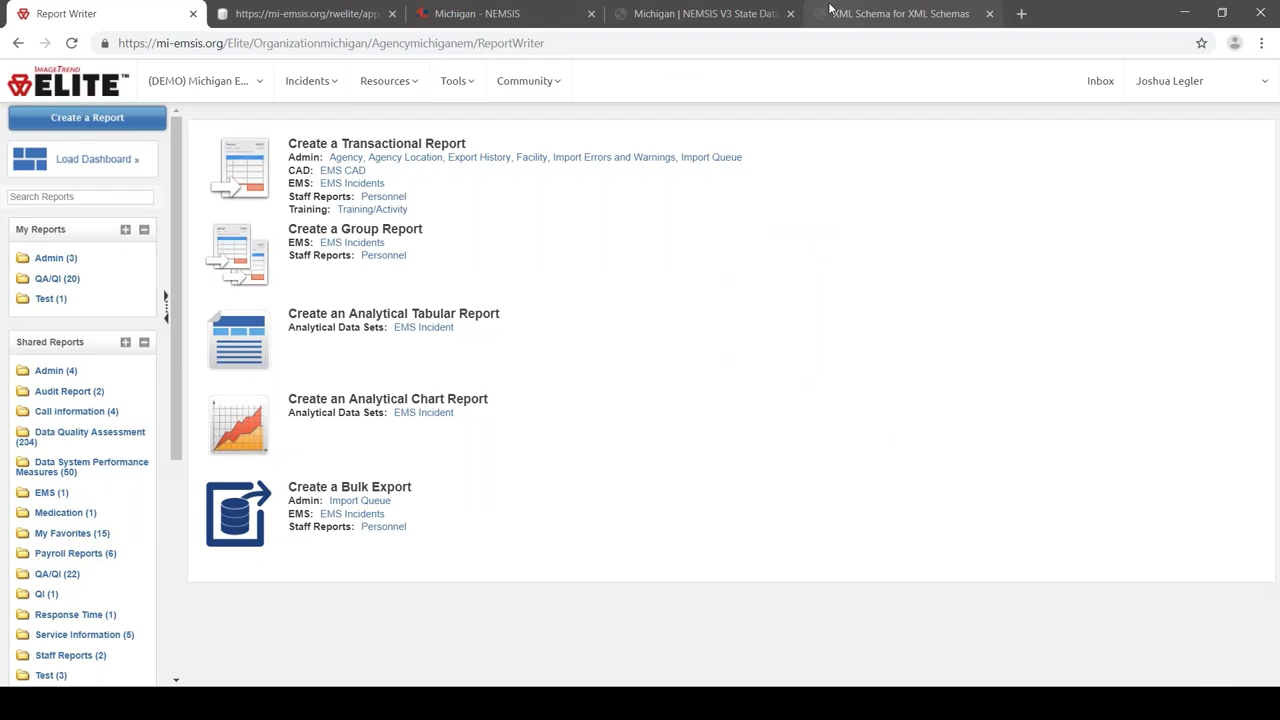 Report Writer
https://mi-emsis.org/rwelite/app
Michigan - NEMSIS
Michigan | NEMSIS V3 State Data
XML Schema for XML Schemas
https://mi-emsis.org/Elite/Organizationmichigan/Agencymichiganem/ReportWriter
IMAGETREND
ELITE™
(DEMO) Michigan E...
Incidents
Resources
Tools
Community
Inbox
Joshua Legler
Create a Report
Load Dashboard »
Search Reports
My Reports
Admin (3)
QA/QI (20)
Test (1)
Shared Reports
Admin (4)
Audit Report (2)
Call information (4)
Data Quality Assessment
(234)
Data System Performance
Measures (50)
EMS (1)
Medication (1)
My Favorites (15)
Payroll Reports (6)
QA/QI (22)
QI (1)
Response Time (1)
Service Information (5)
Staff Reports (2)
Test (3)
Create a Transactional Report
Admin: Agency, Agency Location, Export History, Facility, Import Errors and Warnings, Import Queue
CAD: EMS CAD
EMS: EMS Incidents
Staff Reports: Personnel
Training: Training/Activity
Create a Group Report
EMS: EMS Incidents
Staff Reports: Personnel
Create an Analytical Tabular Report
Analytical Data Sets: EMS Incident
Create an Analytical Chart Report
Analytical Data Sets: EMS Incident
Create a Bulk Export
Admin: Import Queue
EMS: EMS Incidents
Staff Reports: Personnel